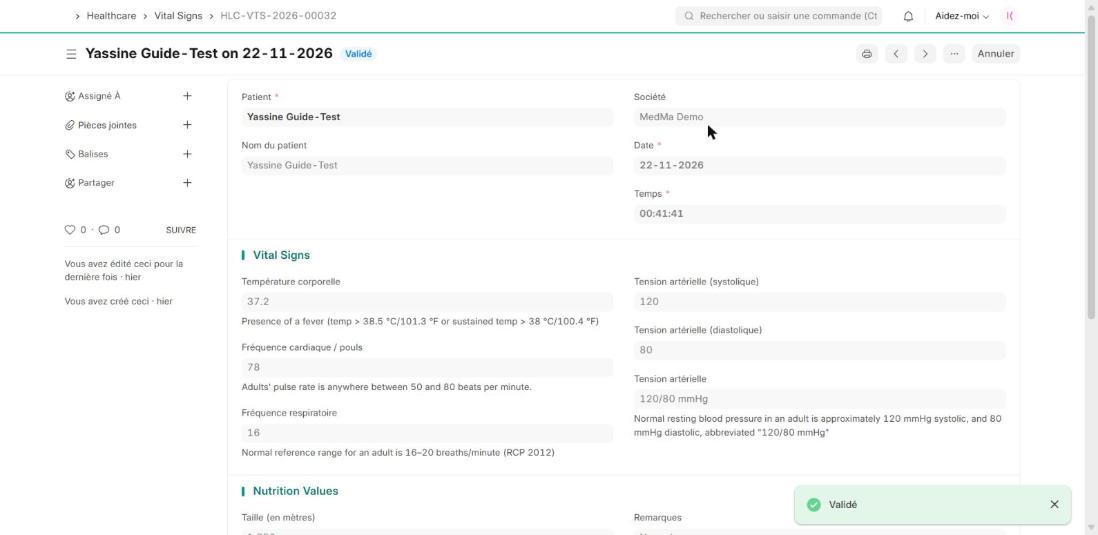 Healthcare > Vital Signs > HLC-VTS-2026-00032
Rechercher ou saisir une commande (Ct
Aidez-moi
Yassine Guide-Test on 22-11-2026
Validé
Annuler
Assigné À
Pièces jointes
Balises
Partager
0 · 0
SUIVRE
Vous avez édité ceci pour la
dernière fois · hier
Vous avez créé ceci · hier
Patient *
Yassine Guide-Test
Nom du patient
Yassine Guide-Test
Société
MedMa Demo
Date *
22-11-2026
Temps *
00:41:41
Vital Signs
Température corporelle
37.2
Presence of a fever (temp > 38.5 °C/101.3 °F or sustained temp > 38 °C/100.4 °F)
Fréquence cardiaque / pouls
78
Adults' pulse rate is anywhere between 50 and 80 beats per minute.
Fréquence respiratoire
16
Normal reference range for an adult is 16–20 breaths/minute (RCP 2012)
Tension artérielle (systolique)
120
Tension artérielle (diastolique)
80
Tension artérielle
120/80 mmHg
Normal resting blood pressure in an adult is approximately 120 mmHg systolic, and 80
mmHg diastolic, abbreviated "120/80 mmHg"
Nutrition Values
Taille (en mètres)
Remarques
Validé